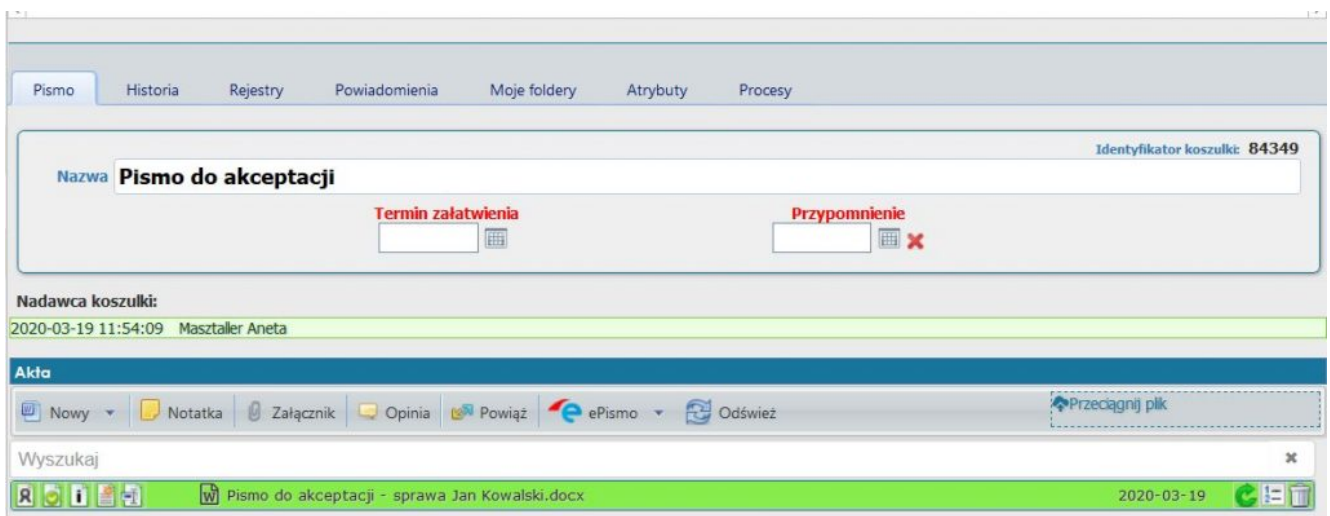 Pismo Historia Rejestry Powiadomienia Moje foldery Atrybuty Procesy
Identyfikator koszulki: 84349
Nazwa Pismo do akceptacji
Termin załatwienia Przypomnienie
Nadawca koszulki:
2020-03-19 11:54:09 Masztaller Aneta
Akta
Nowy Notatka Załącznik Opinia Powiąż ePismo Odśwież Przeciągnij plik
Wyszukaj
Pismo do akceptacji - sprawa Jan Kowalski.docx 2020-03-19